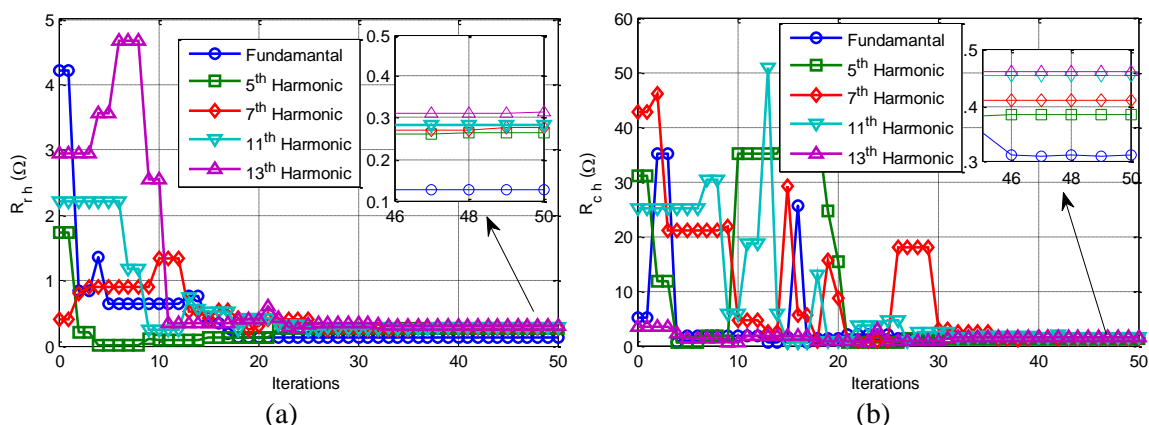 5
4
3
2
1
0
0 10 20 30 40 50
R r h (Ω)
Iterations
Fundamantal
5th Harmonic
7th Harmonic
11th Harmonic
13th Harmonic
0.5
0.4
0.3
0.2
0.1
46 48 50
(a)
60
50
40
30
20
10
0
0 10 20 30 40 50
R c h (Ω)
Iterations
Fundamantal
5th Harmonic
7th Harmonic
11th Harmonic
13th Harmonic
.5
.4
.3
46 48 50
(b)